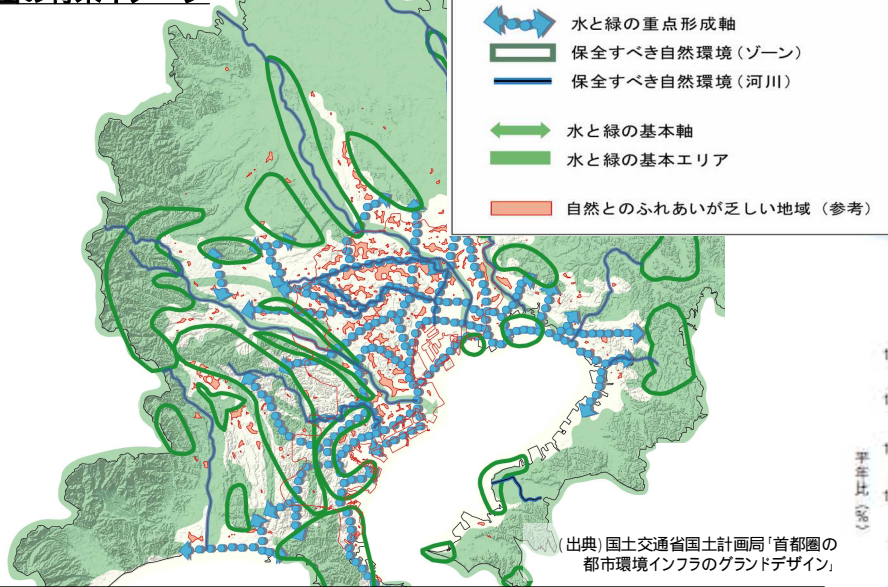 水と緑の重点形成軸
保全すべき自然環境（ゾーン）
保全すべき自然環境（河川）
水と緑の基本軸
水と緑の基本エリア
自然とのふれあいが乏しい地域（参考）
平年比（%）
（出典）国土交通省国土計画局「首都圏の
都市環境インフラのグランドデザイン」